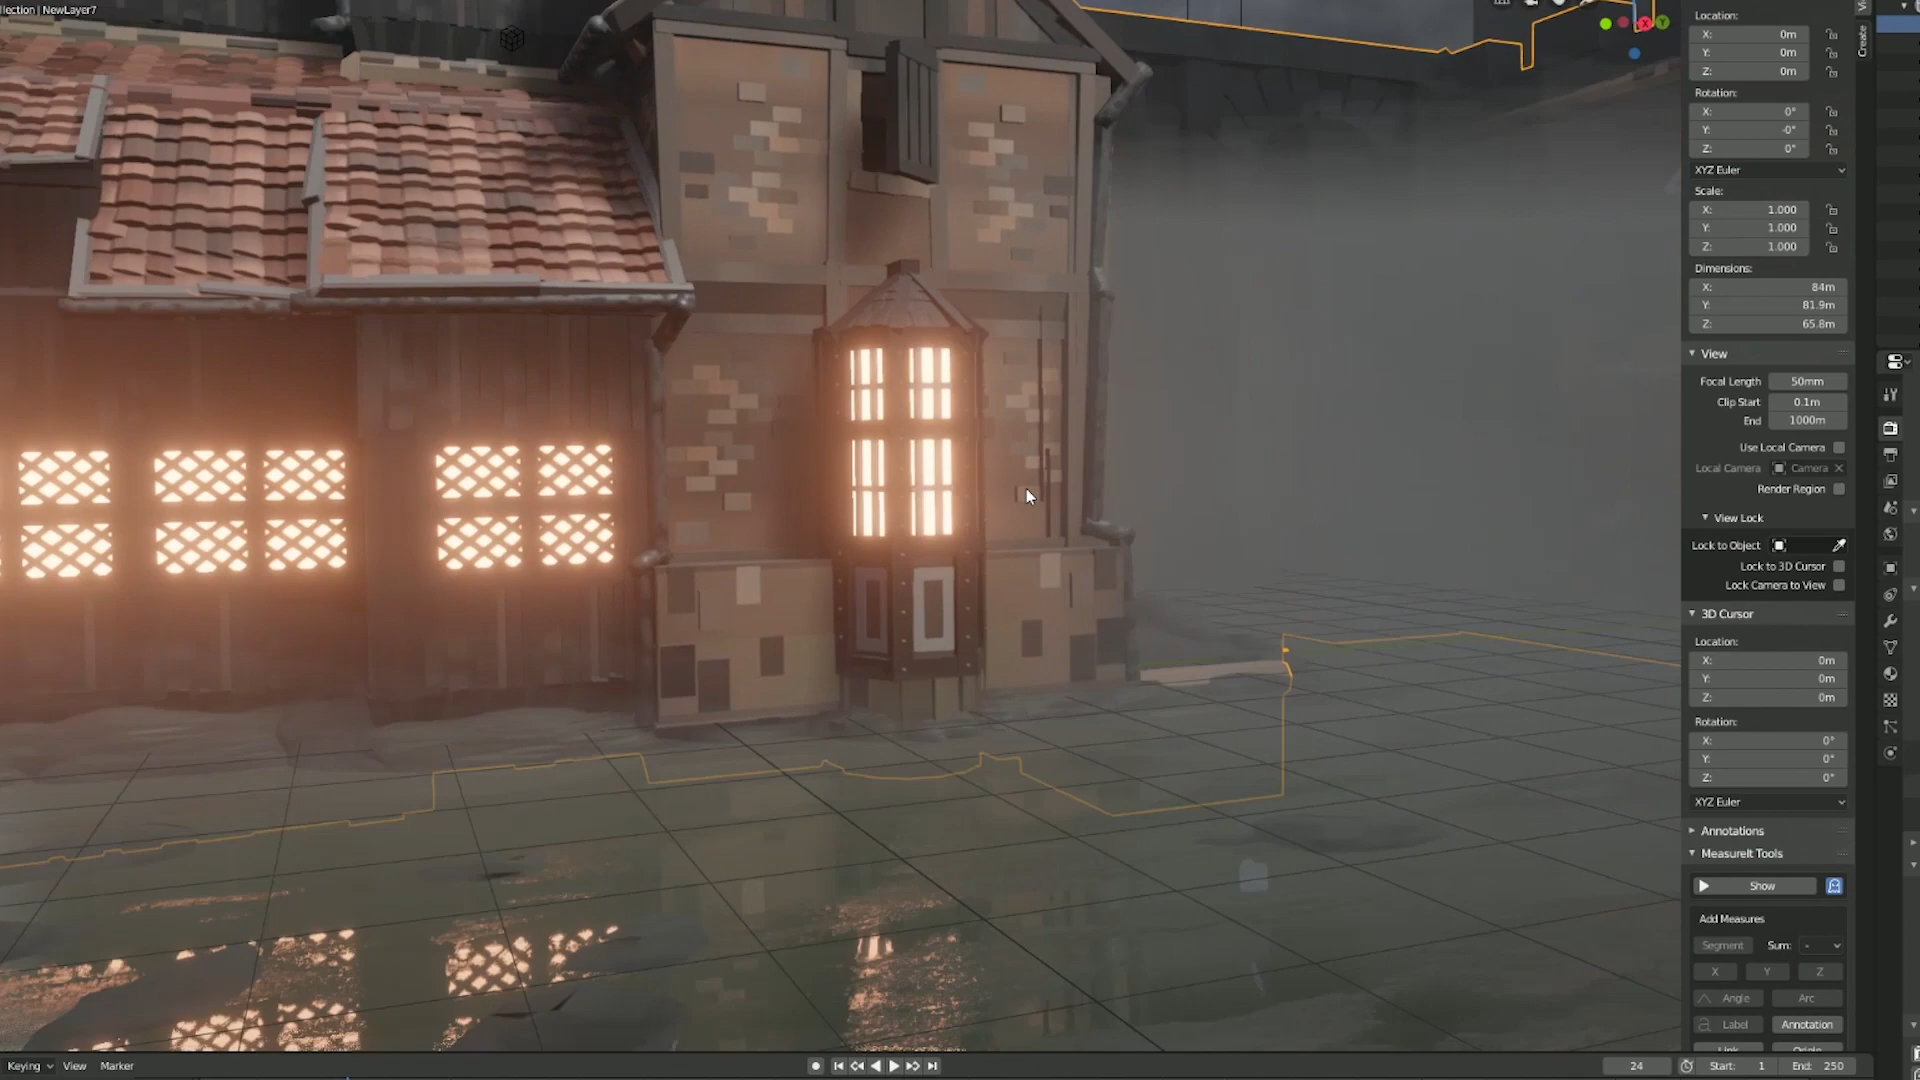 llection | NewLayer7
Location:
X: 0m
Y: 0m
Z: 0m
Rotation:
X: 0°
Y: -0°
Z: 0°
XYZ Euler
Scale:
X: 1.000
Y: 1.000
Z: 1.000
Dimensions:
X: 84m
Y: 81.9m
Z: 65.8m
View
Focal Length 50mm
Clip Start 0.1m
End 1000m
Use Local Camera
Local Camera Camera
Render Region
View Lock
Lock to Object
Lock to 3D Cursor
Lock Camera to View
3D Cursor
Location:
X: 0m
Y: 0m
Z: 0m
Rotation:
X: 0°
Y: 0°
Z: 0°
XYZ Euler
Annotations
MeasureIt Tools
Show
Add Measures
Segment Sum: -
X Y Z
Angle Arc
a Label Annotation
Link Origin
Create
X Y
Keying View Marker
24 Start: 1 End: 250